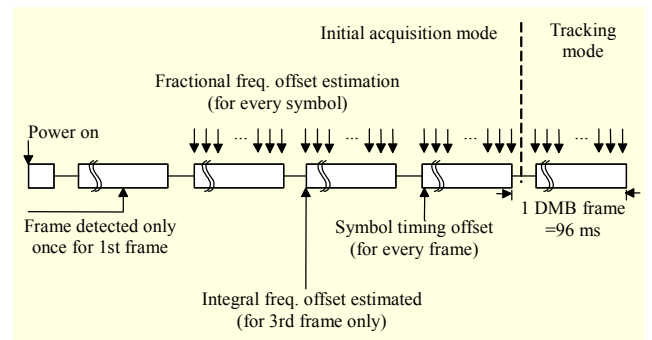 Initial acquisition mode
Tracking
mode
Fractional freq. offset estimation
(for every symbol)
Power on
... ... ... ...
Frame detected only
once for 1st frame
Symbol timing offset
(for every frame)
1 DMB frame
=96 ms
Integral freq. offset estimated
(for 3rd frame only)